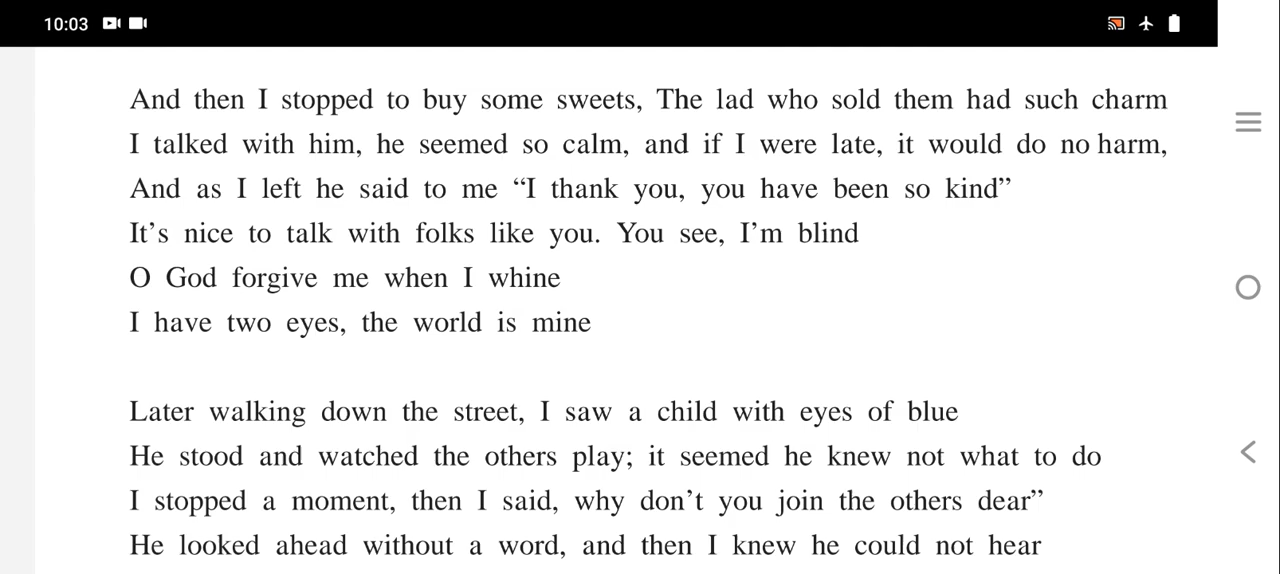 10:03
And then I stopped to buy some sweets, The lad who sold them had such charm
I talked with him, he seemed so calm, and if I were late, it would do no harm,
And as I left he said to me “I thank you, you have been so kind”
It’s nice to talk with folks like you. You see, I’m blind
O God forgive me when I whine
I have two eyes, the world is mine
Later walking down the street, I saw a child with eyes of blue
He stood and watched the others play; it seemed he knew not what to do
I stopped a moment, then I said, why don’t you join the others dear”
He looked ahead without a word, and then I knew he could not hear